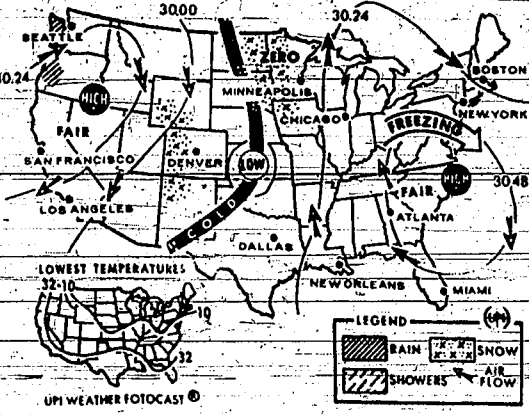 30.00
30.24
SEATTLE
ZERO
BOSTON
30.24
MINNEAPOLIS
HIGH
NEW YORK
CHICAGO
FREEZING
FAIR
SAN FRANCISCO
DENVER
LOW
HIGH
30.48
FAIR
LOS ANGELES
COLD
ATLANTA
DALLAS
LOWEST TEMPERATURES
NEW ORLEANS
32 10
MIAMI
LEGEND
UPI
10
RAIN
SNOW
32
SHOWERS
AIR
FLOW
UPI WEATHER FOTOCAST ®